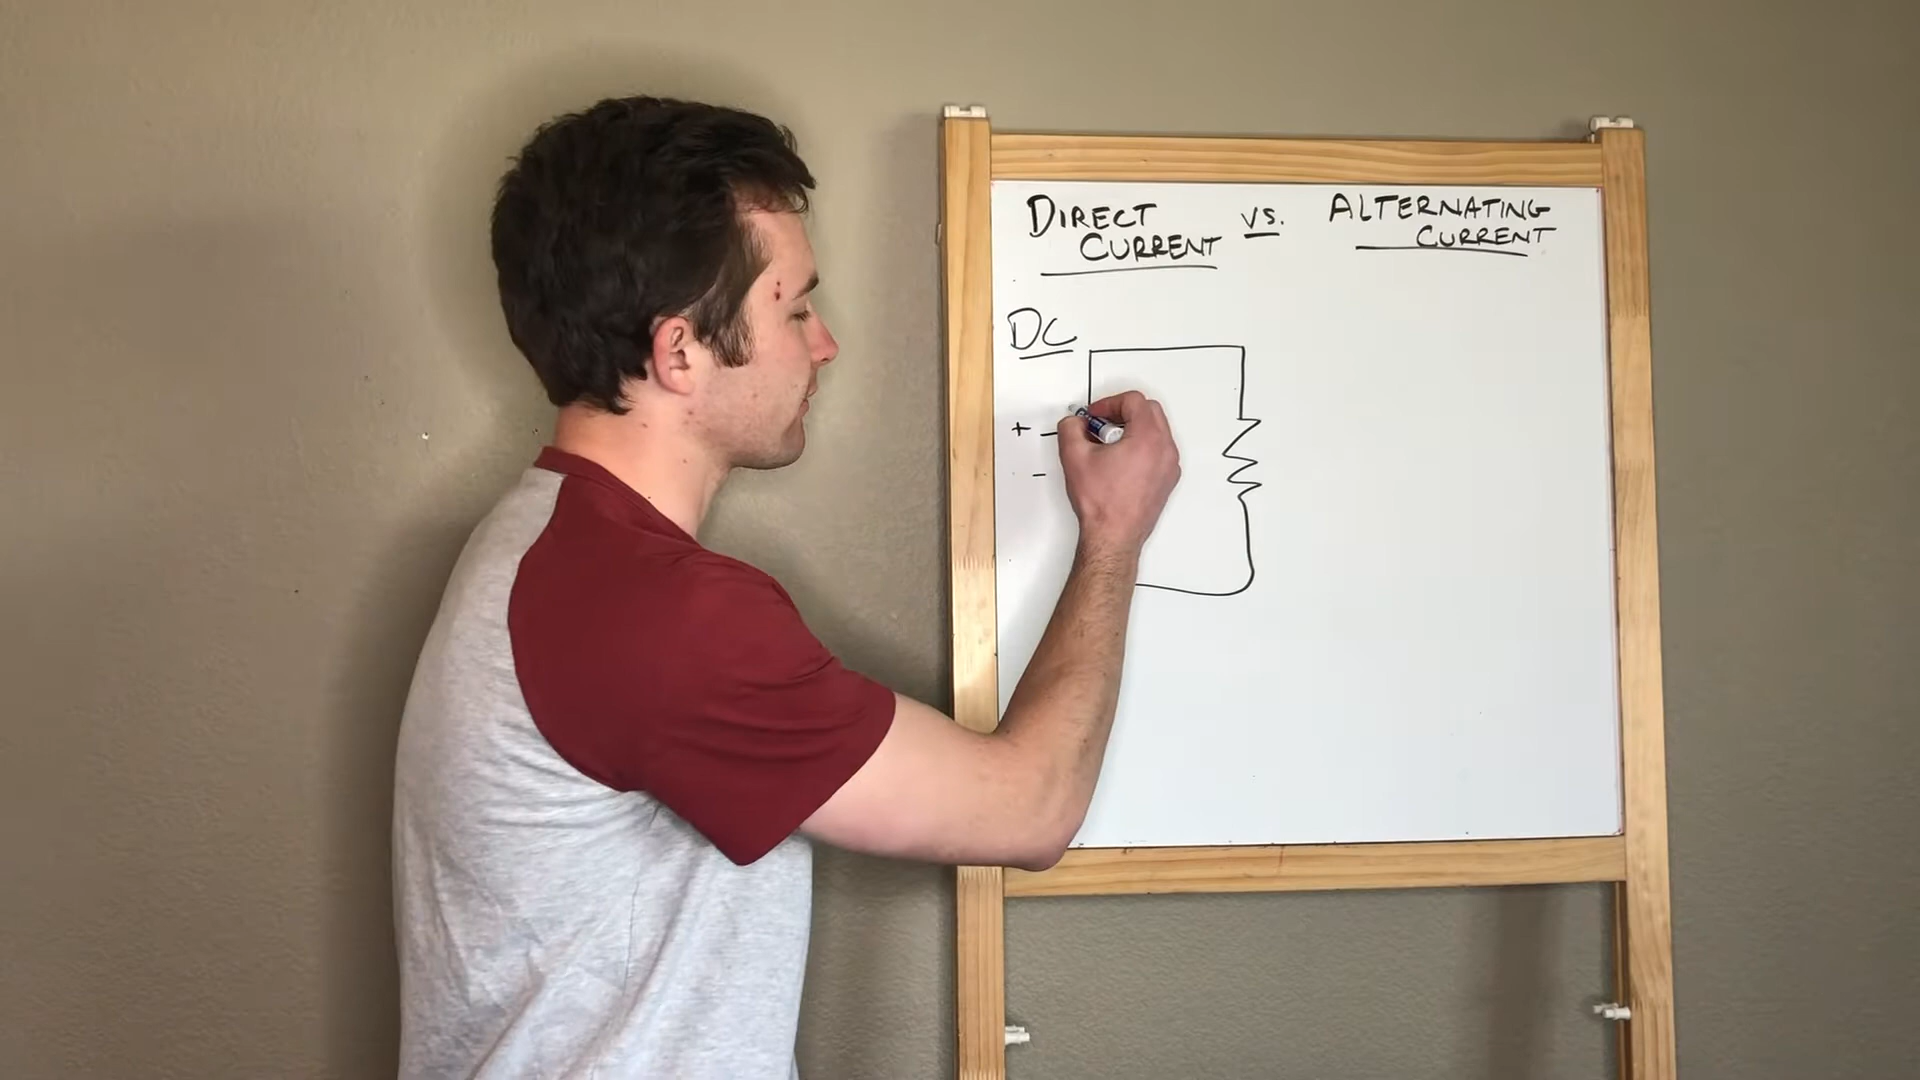 DIRECT
CURRENT
vs.
ALTERNATING
CURRENT
DC
+
-